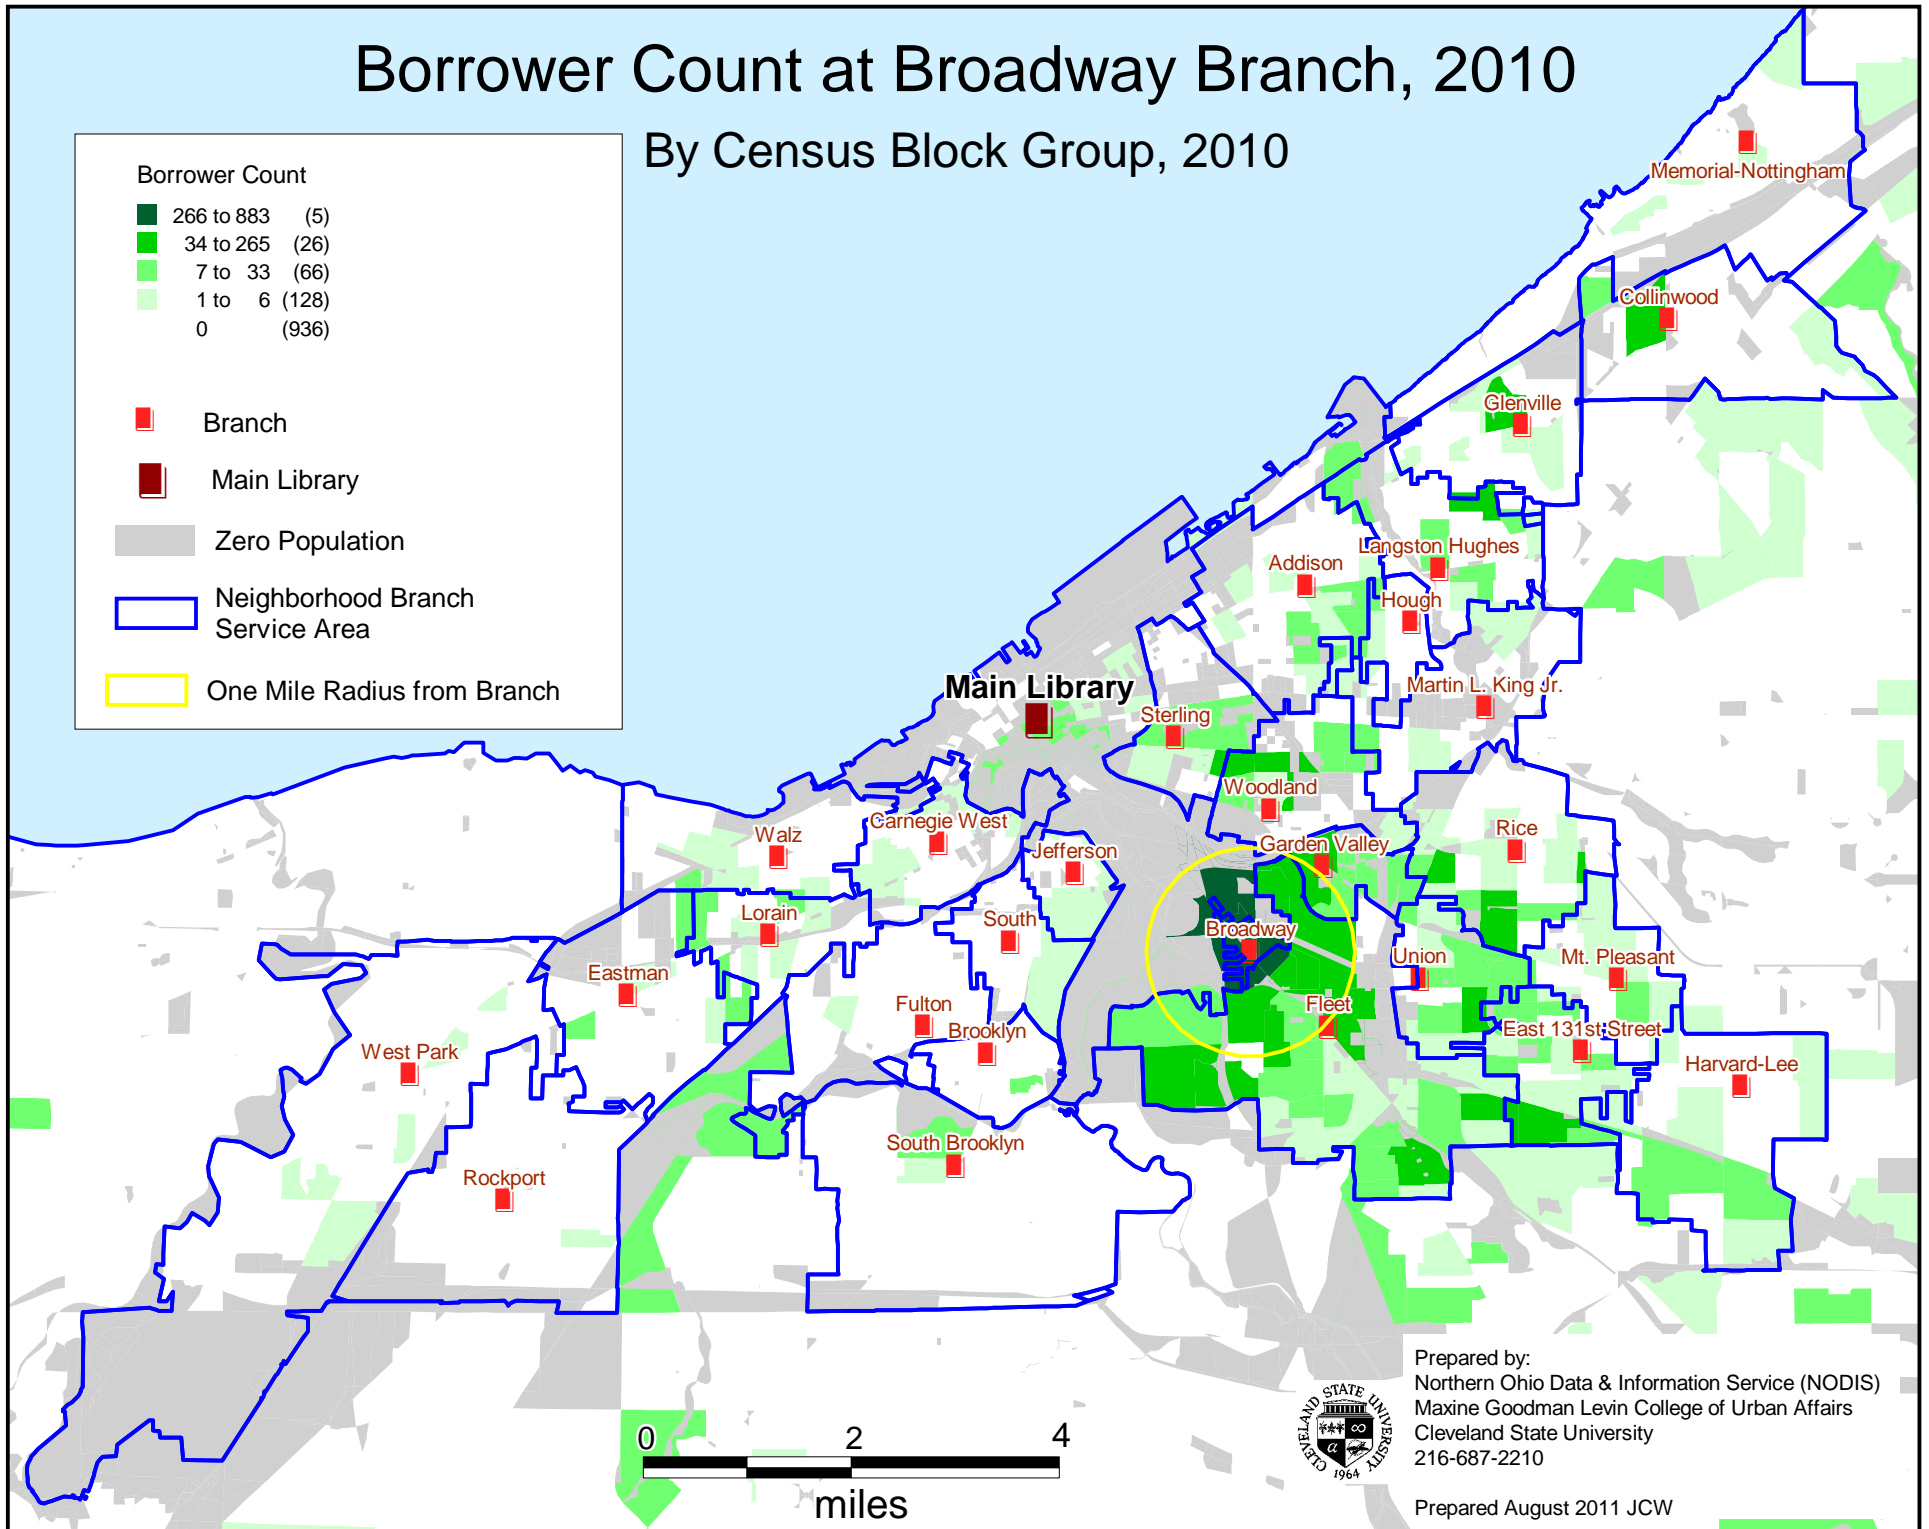 Borrower Count at Broadway Branch, 2010
By Census Block Group, 2010
Borrower Count
266 to 883 (5)
34 to 265 (26)
7 to 33 (66)
1 to 6 (128)
0 (936)
Branch
Main Library
Zero Population
Neighborhood Branch
Service Area
One Mile Radius from Branch
Memorial-Nottingham
Collinwood
Glenville
Langston Hughes
Addison
Hough
Martin L. King Jr.
Main Library
Sterling
Woodland
Walz
Carnegie West
Jefferson
Garden Valley
Rice
Lorain
South
Broadway
Union
Mt. Pleasant
Eastman
Fulton
Brooklyn
Fleet
East 131st Street
West Park
Harvard-Lee
South Brooklyn
Rockport
0 2 4
miles
CLEVELAND STATE UNIVERSITY
α
∞
1964
Prepared by:
Northern Ohio Data & Information Service (NODIS)
Maxine Goodman Levin College of Urban Affairs
Cleveland State University
216-687-2210
Prepared August 2011 JCW